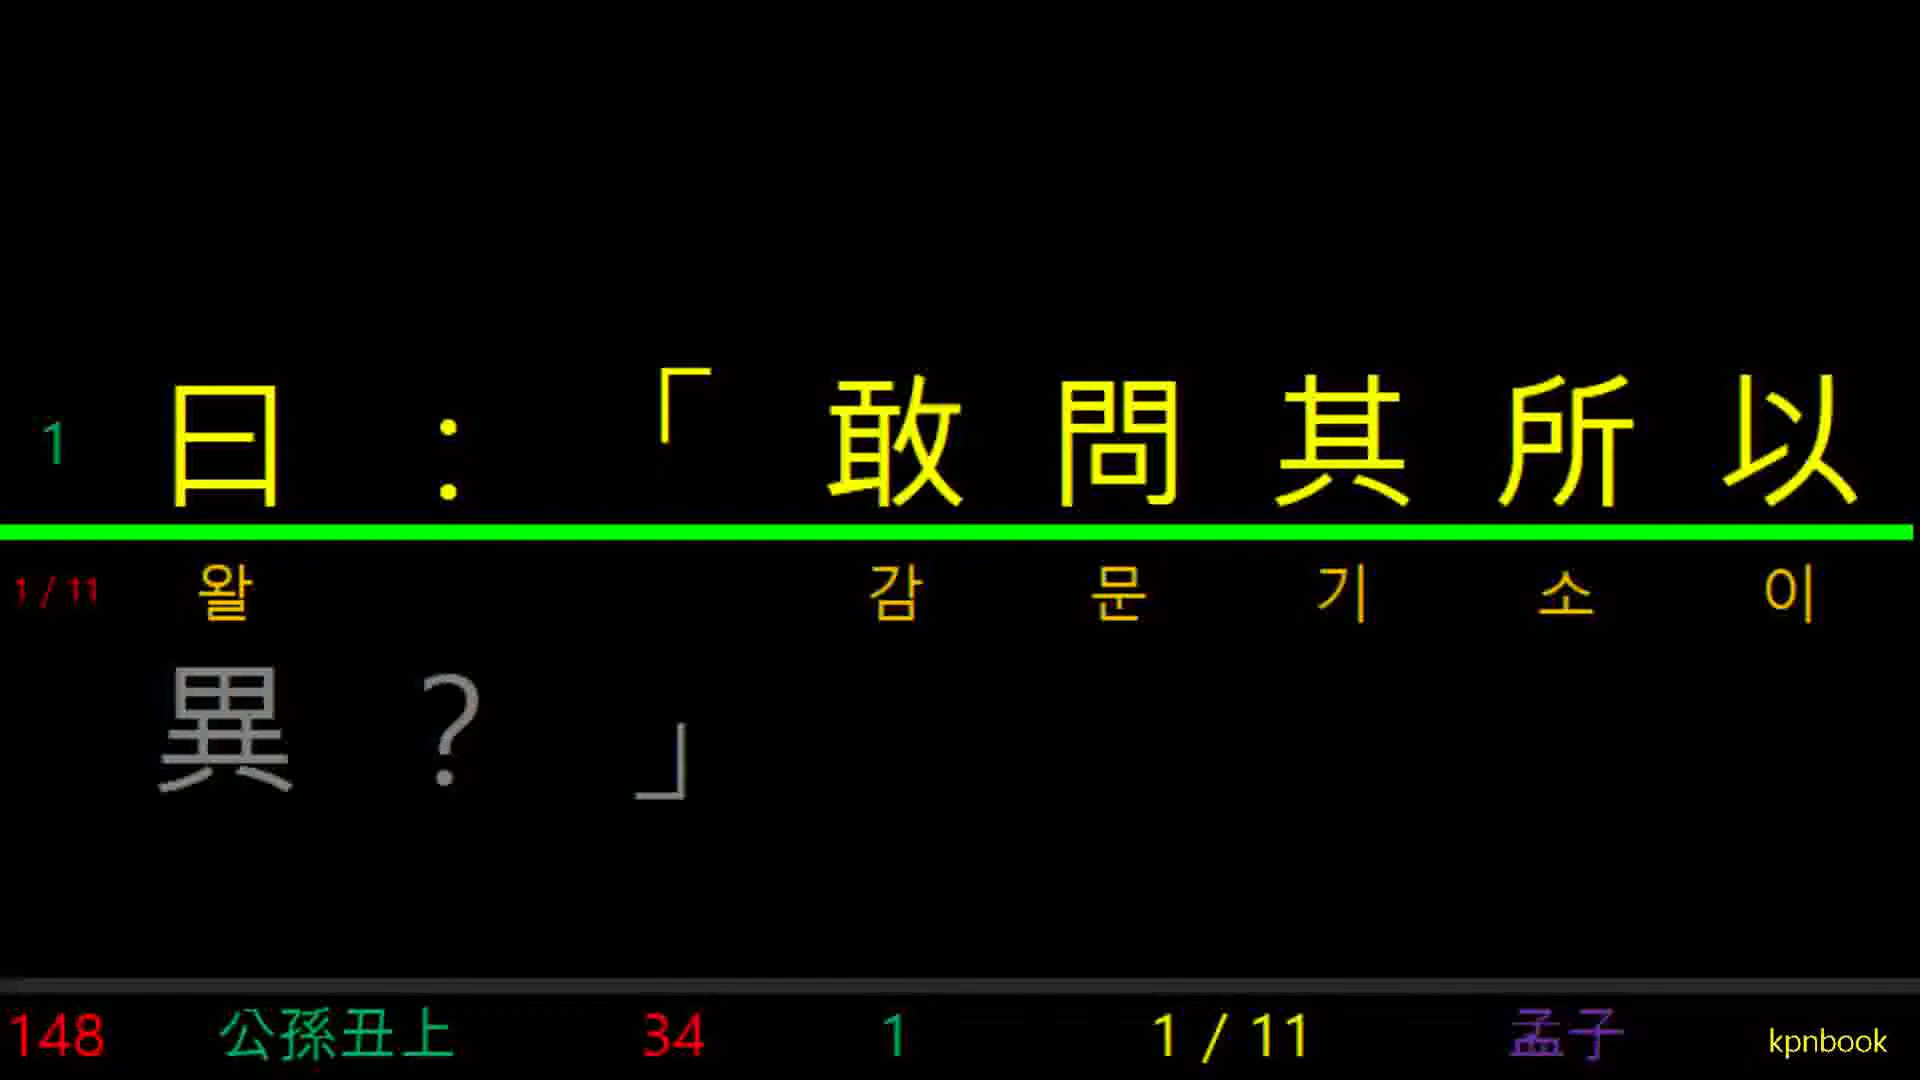 1 曰：「敢問其所以
1 / 11 왈 감 문 기 소 이
異？」
148 公孫丑上 34 1 1 / 11 孟子 kpnbook